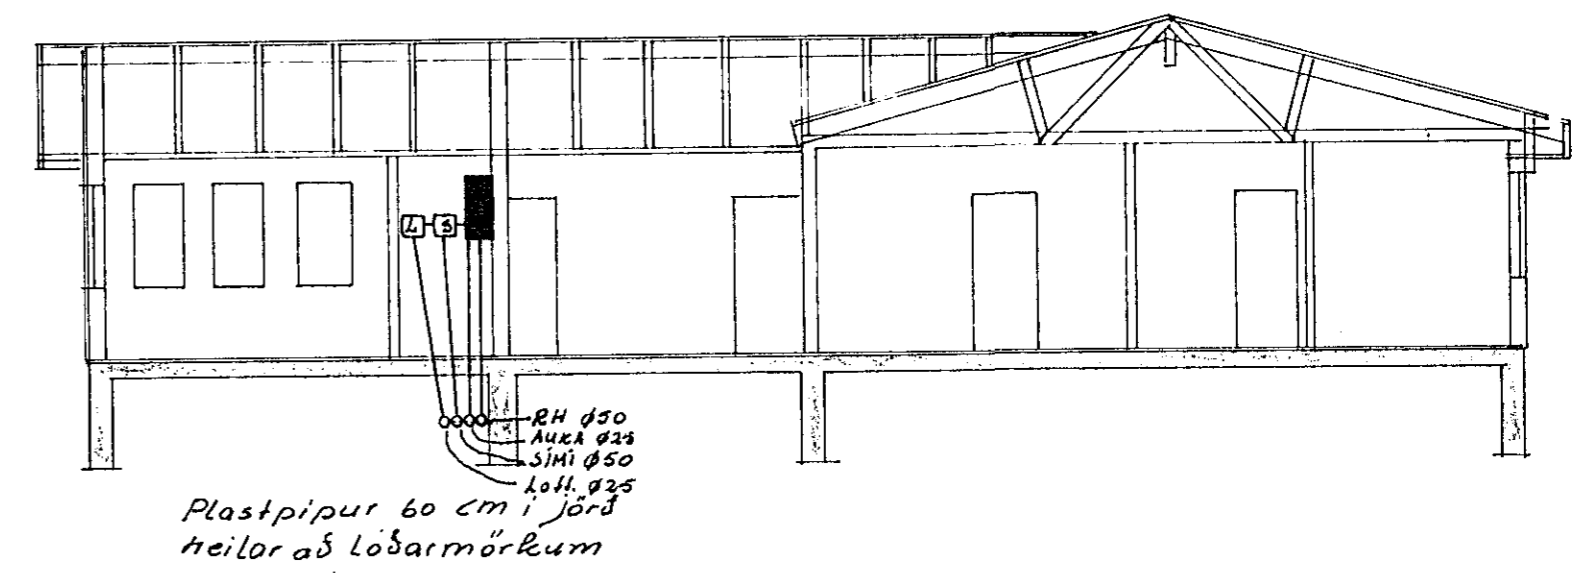 L S
RH ø50
AUKA ø25
SÍMI ø50
Loft. ø25
Plastpípur 60 cm í jörð
heilar að lóðarmörkum